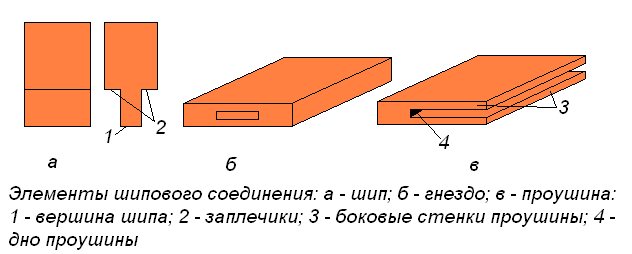 1
2
3
4
а
б
в
Элементы шипового соединения: а - шип; б - гнездо; в - проушина:
1 - вершина шипа; 2 - заплечики; 3 - боковые стенки проушины; 4 -
дно проушины